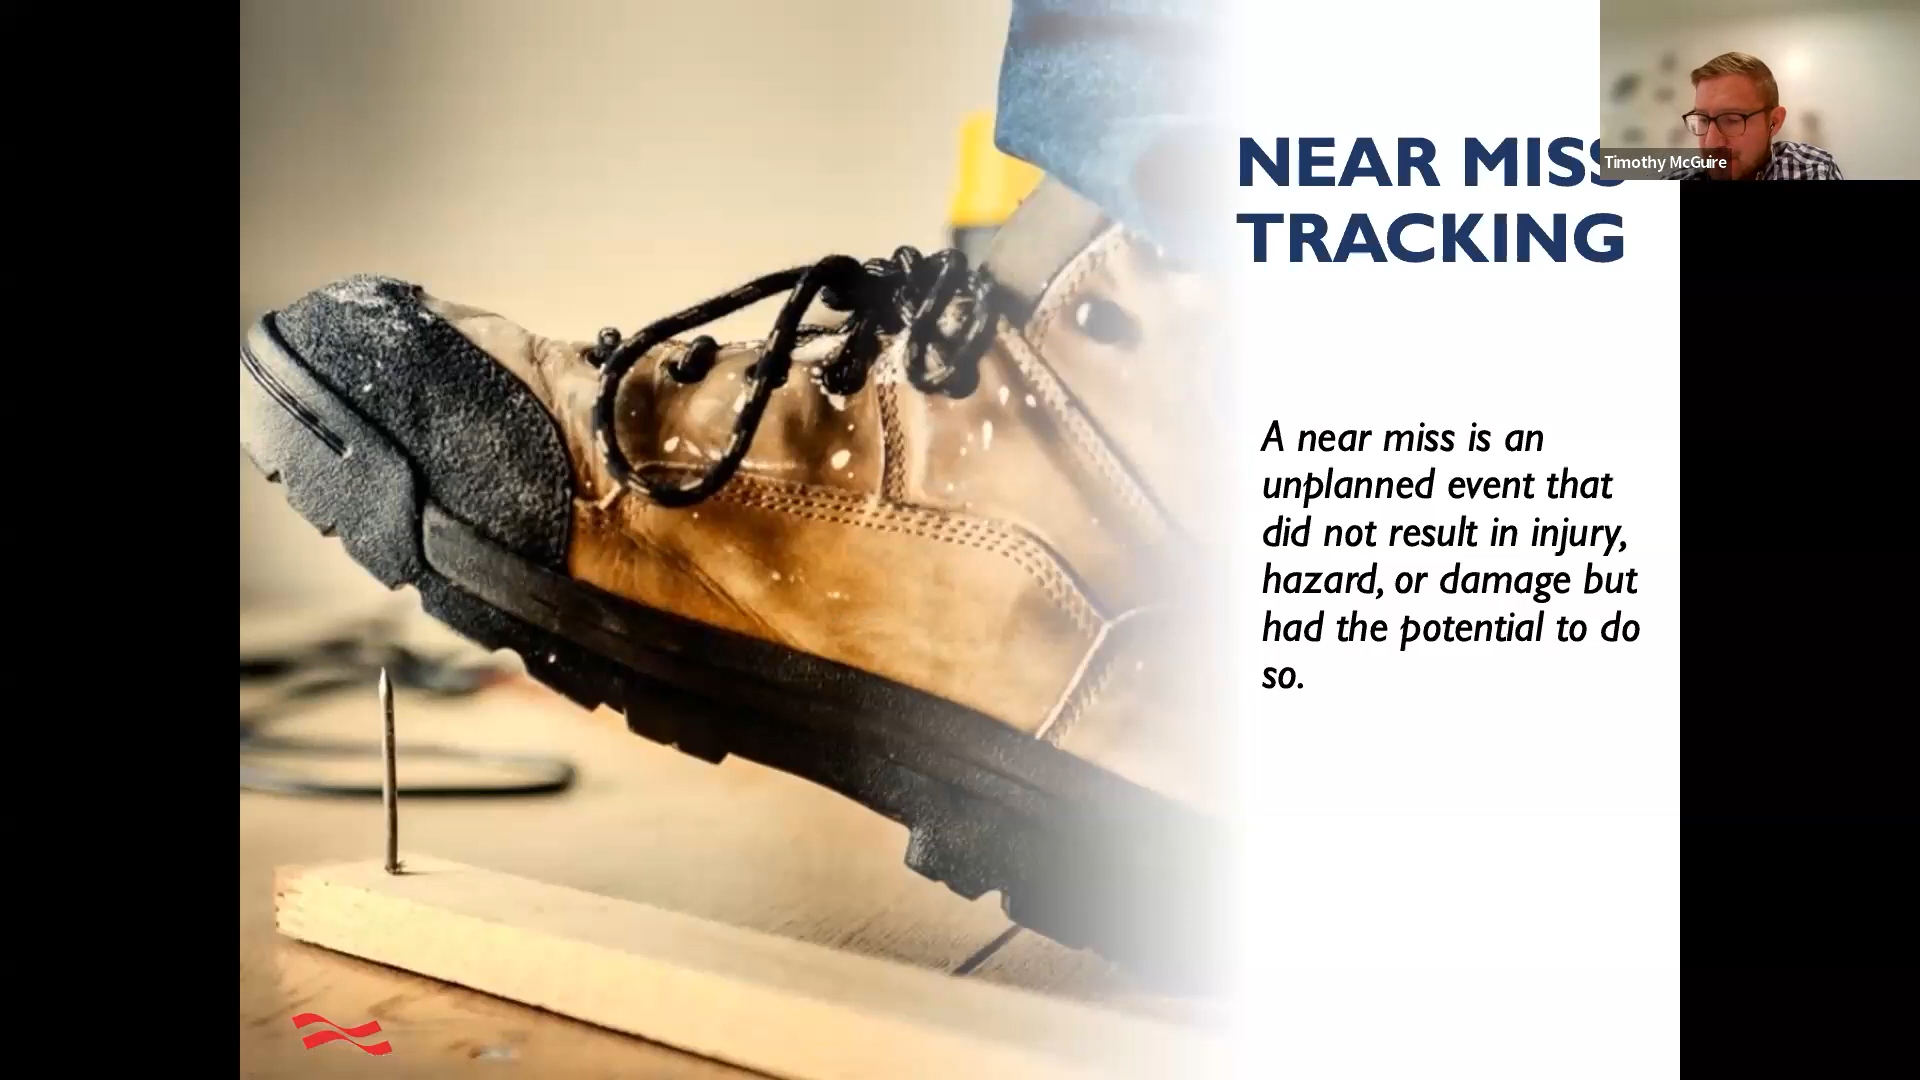 NEAR MISS
TRACKING
Timothy McGuire
A near miss is an
unplanned event that
did not result in injury,
hazard, or damage but
had the potential to do
so.